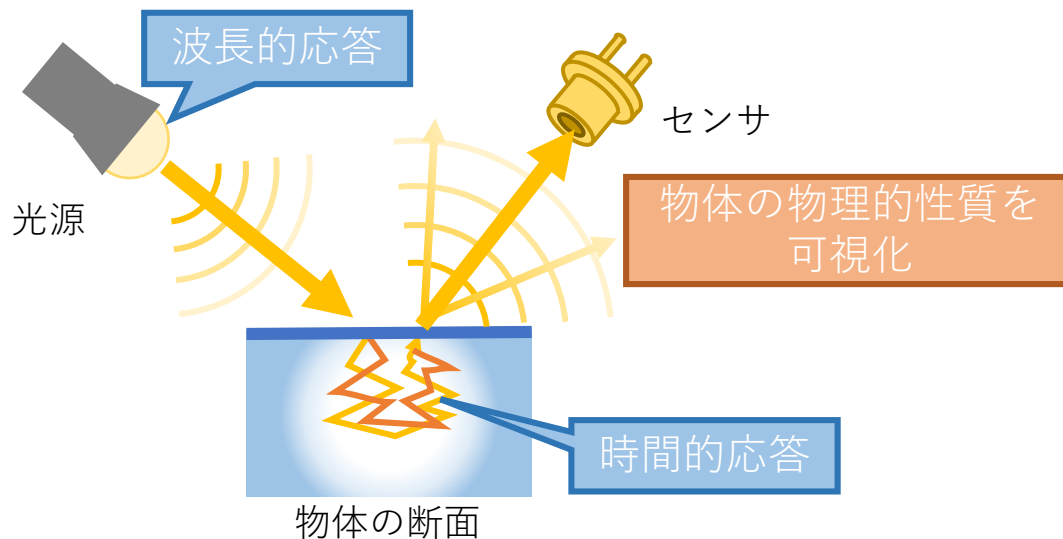 波長的応答
センサ
光源
物体の物理的性質を
可視化
時間的応答
物体の断面